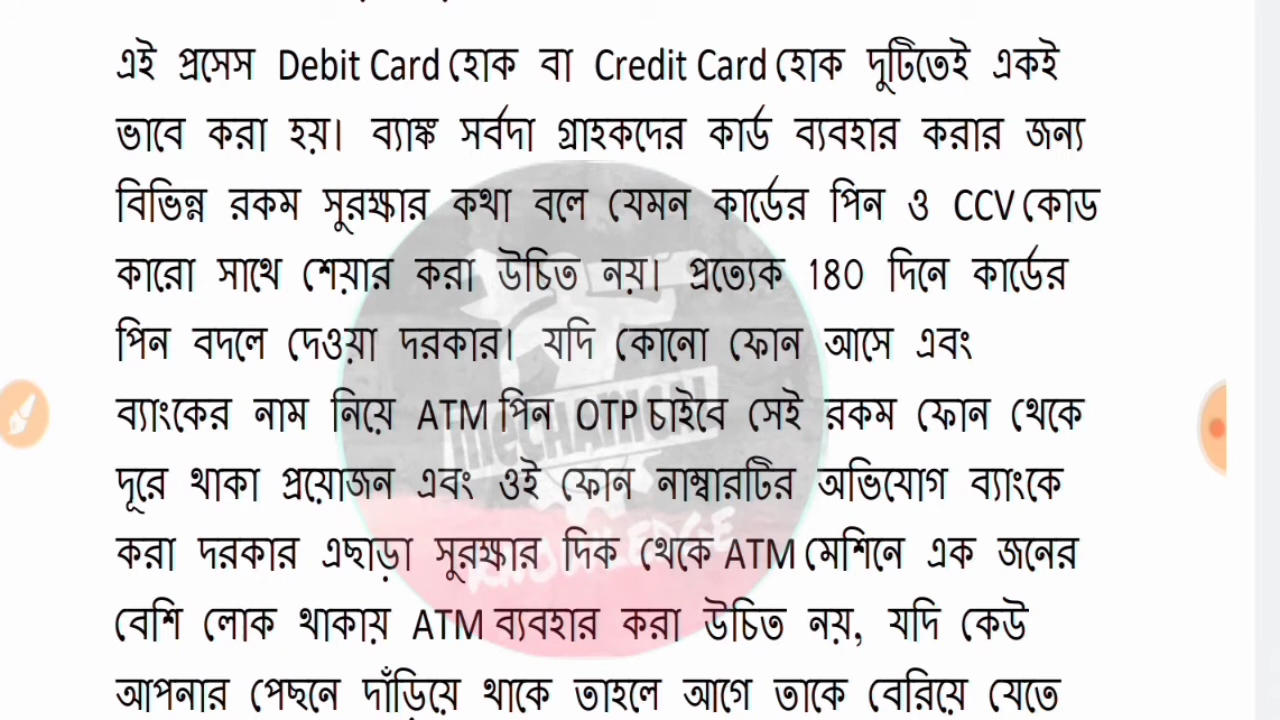 এই প্রসেস Debit Card হোক বা Credit Card হোক দুটিতেই একই
ভাবে করা হয়। ব্যাঙ্ক সর্বদা গ্রাহকদের কার্ড ব্যবহার করার জন্য
বিভিন্ন রকম সুরক্ষার কথা বলে যেমন কার্ডের পিন ও CCV কোড
কারো সাথে শেয়ার করা উচিত নয়। প্রত্যেক 180 দিনে কার্ডের
পিন বদলে দেওয়া দরকার। যদি কোনো ফোন আসে এবং
ব্যাংকের নাম নিয়ে ATM পিন OTP চাইবে সেই রকম ফোন থেকে
MECHANICAL
দূরে থাকা প্রয়োজন এবং ওই ফোন নাম্বারটির অভিযোগ ব্যাংকে
KNOWLEDGE
করা দরকার এছাড়া সুরক্ষার দিক থেকে ATM মেশিনে এক জনের
বেশি লোক থাকায় ATM ব্যবহার করা উচিত নয়, যদি কেউ
আপনার পেছনে দাঁড়িয়ে থাকে তাহলে আগে তাকে বেরিয়ে যেতে